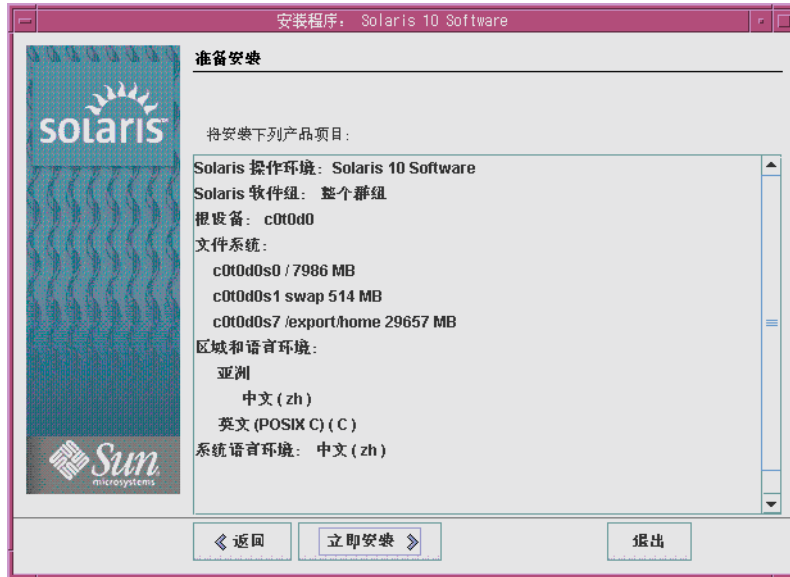 安装程序： Solaris 10 Software
准备安装
solaris
将安装下列产品项目：
Solaris 操作环境： Solaris 10 Software
Solaris 软件组： 整个群组
根设备： c0t0d0
文件系统：
c0t0d0s0 / 7986 MB
c0t0d0s1 swap 514 MB
c0t0d0s7 /export/home 29657 MB
区域和语言环境：
亚洲
中文 ( zh )
英文 (POSIX C) ( C )
系统语言环境： 中文 ( zh )
Sun
microsystems
返回
立即安装
退出